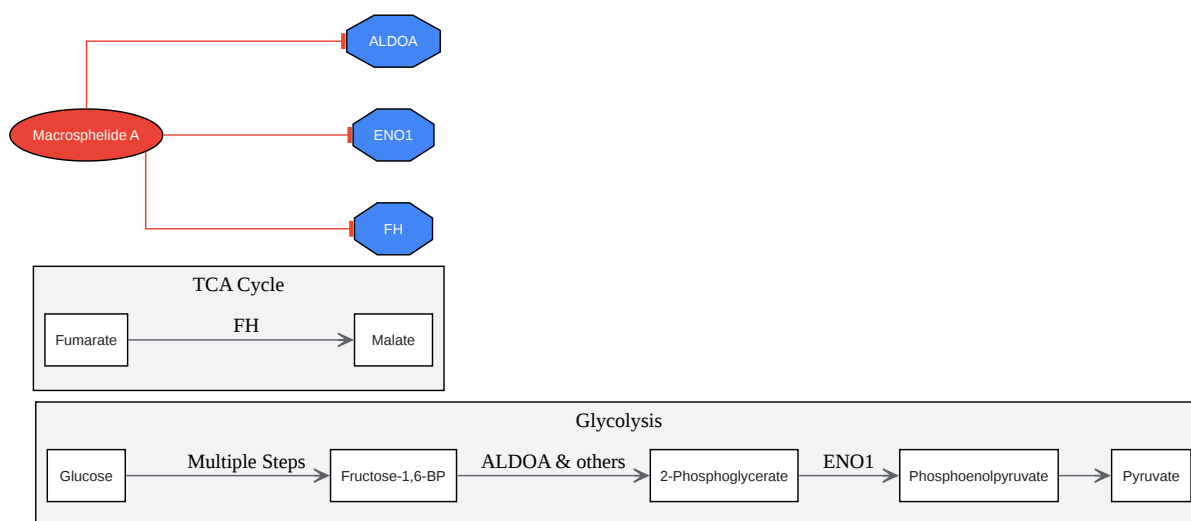 ALDOA
Macrosphelide A
ENO1
FH
TCA Cycle
Fumarate
FH
Malate
Glycolysis
Glucose
Multiple Steps
Fructose-1,6-BP
ALDOA & others
2-Phosphoglycerate
ENO1
Phosphoenolpyruvate
Pyruvate